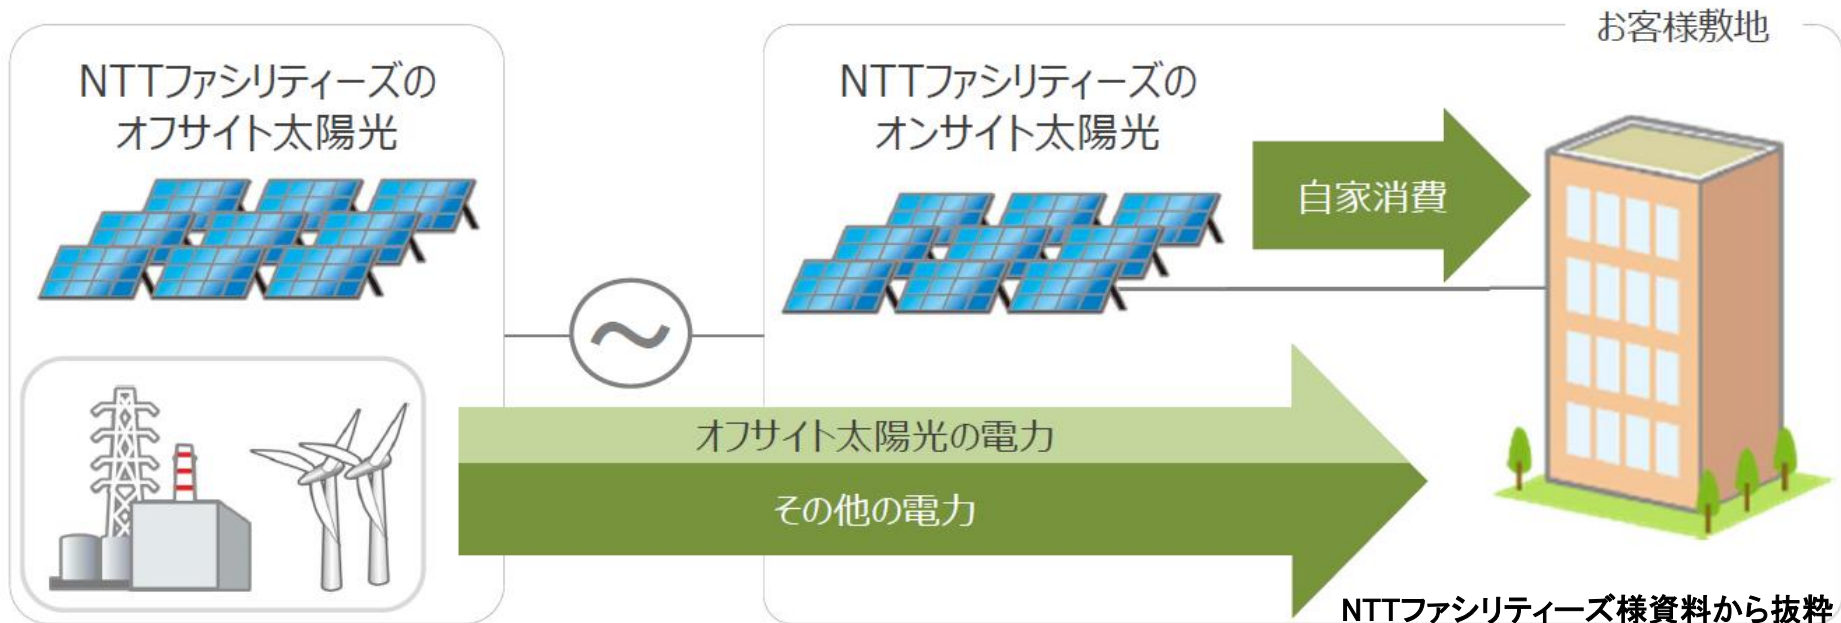 お客様敷地
NTTファシリティーズの
オフサイト太陽光
NTTファシリティーズの
オンサイト太陽光
自家消費
オフサイト太陽光の電力
その他の電力
NTTファシリティーズ様資料から抜粋